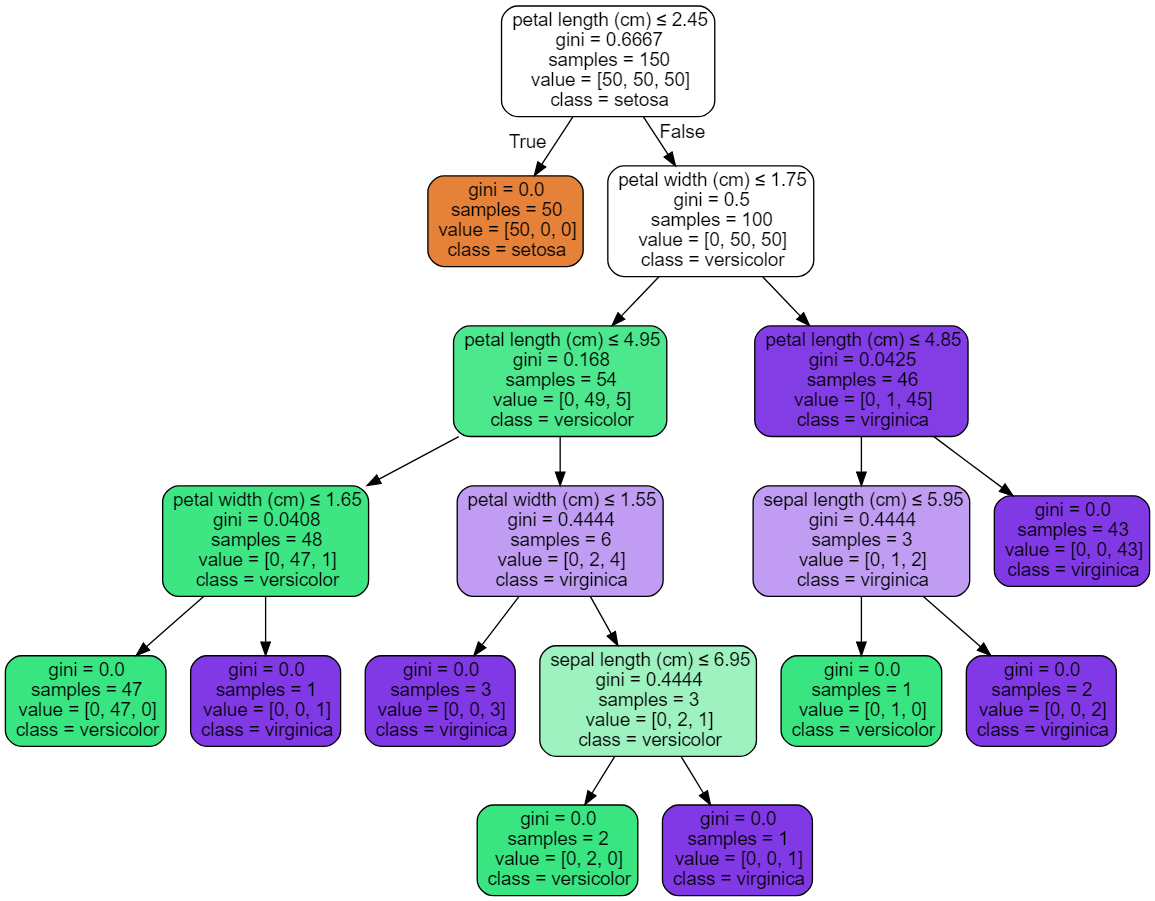 petal length (cm) ≤ 2.45
gini = 0.6667
samples = 150
value = [50, 50, 50]
class = setosa
True
False
gini = 0.0
samples = 50
value = [50, 0, 0]
class = setosa
petal width (cm) ≤ 1.75
gini = 0.5
samples = 100
value = [0, 50, 50]
class = versicolor
petal length (cm) ≤ 4.95
gini = 0.168
samples = 54
value = [0, 49, 5]
class = versicolor
petal length (cm) ≤ 4.85
gini = 0.0425
samples = 46
value = [0, 1, 45]
class = virginica
petal width (cm) ≤ 1.65
gini = 0.0408
samples = 48
value = [0, 47, 1]
class = versicolor
petal width (cm) ≤ 1.55
gini = 0.4444
samples = 6
value = [0, 2, 4]
class = virginica
sepal length (cm) ≤ 5.95
gini = 0.4444
samples = 3
value = [0, 1, 2]
class = virginica
gini = 0.0
samples = 43
value = [0, 0, 43]
class = virginica
gini = 0.0
samples = 47
value = [0, 47, 0]
class = versicolor
gini = 0.0
samples = 1
value = [0, 0, 1]
class = virginica
gini = 0.0
samples = 3
value = [0, 0, 3]
class = virginica
sepal length (cm) ≤ 6.95
gini = 0.4444
samples = 3
value = [0, 2, 1]
class = versicolor
gini = 0.0
samples = 1
value = [0, 1, 0]
class = versicolor
gini = 0.0
samples = 2
value = [0, 0, 2]
class = virginica
gini = 0.0
samples = 2
value = [0, 2, 0]
class = versicolor
gini = 0.0
samples = 1
value = [0, 0, 1]
class = virginica